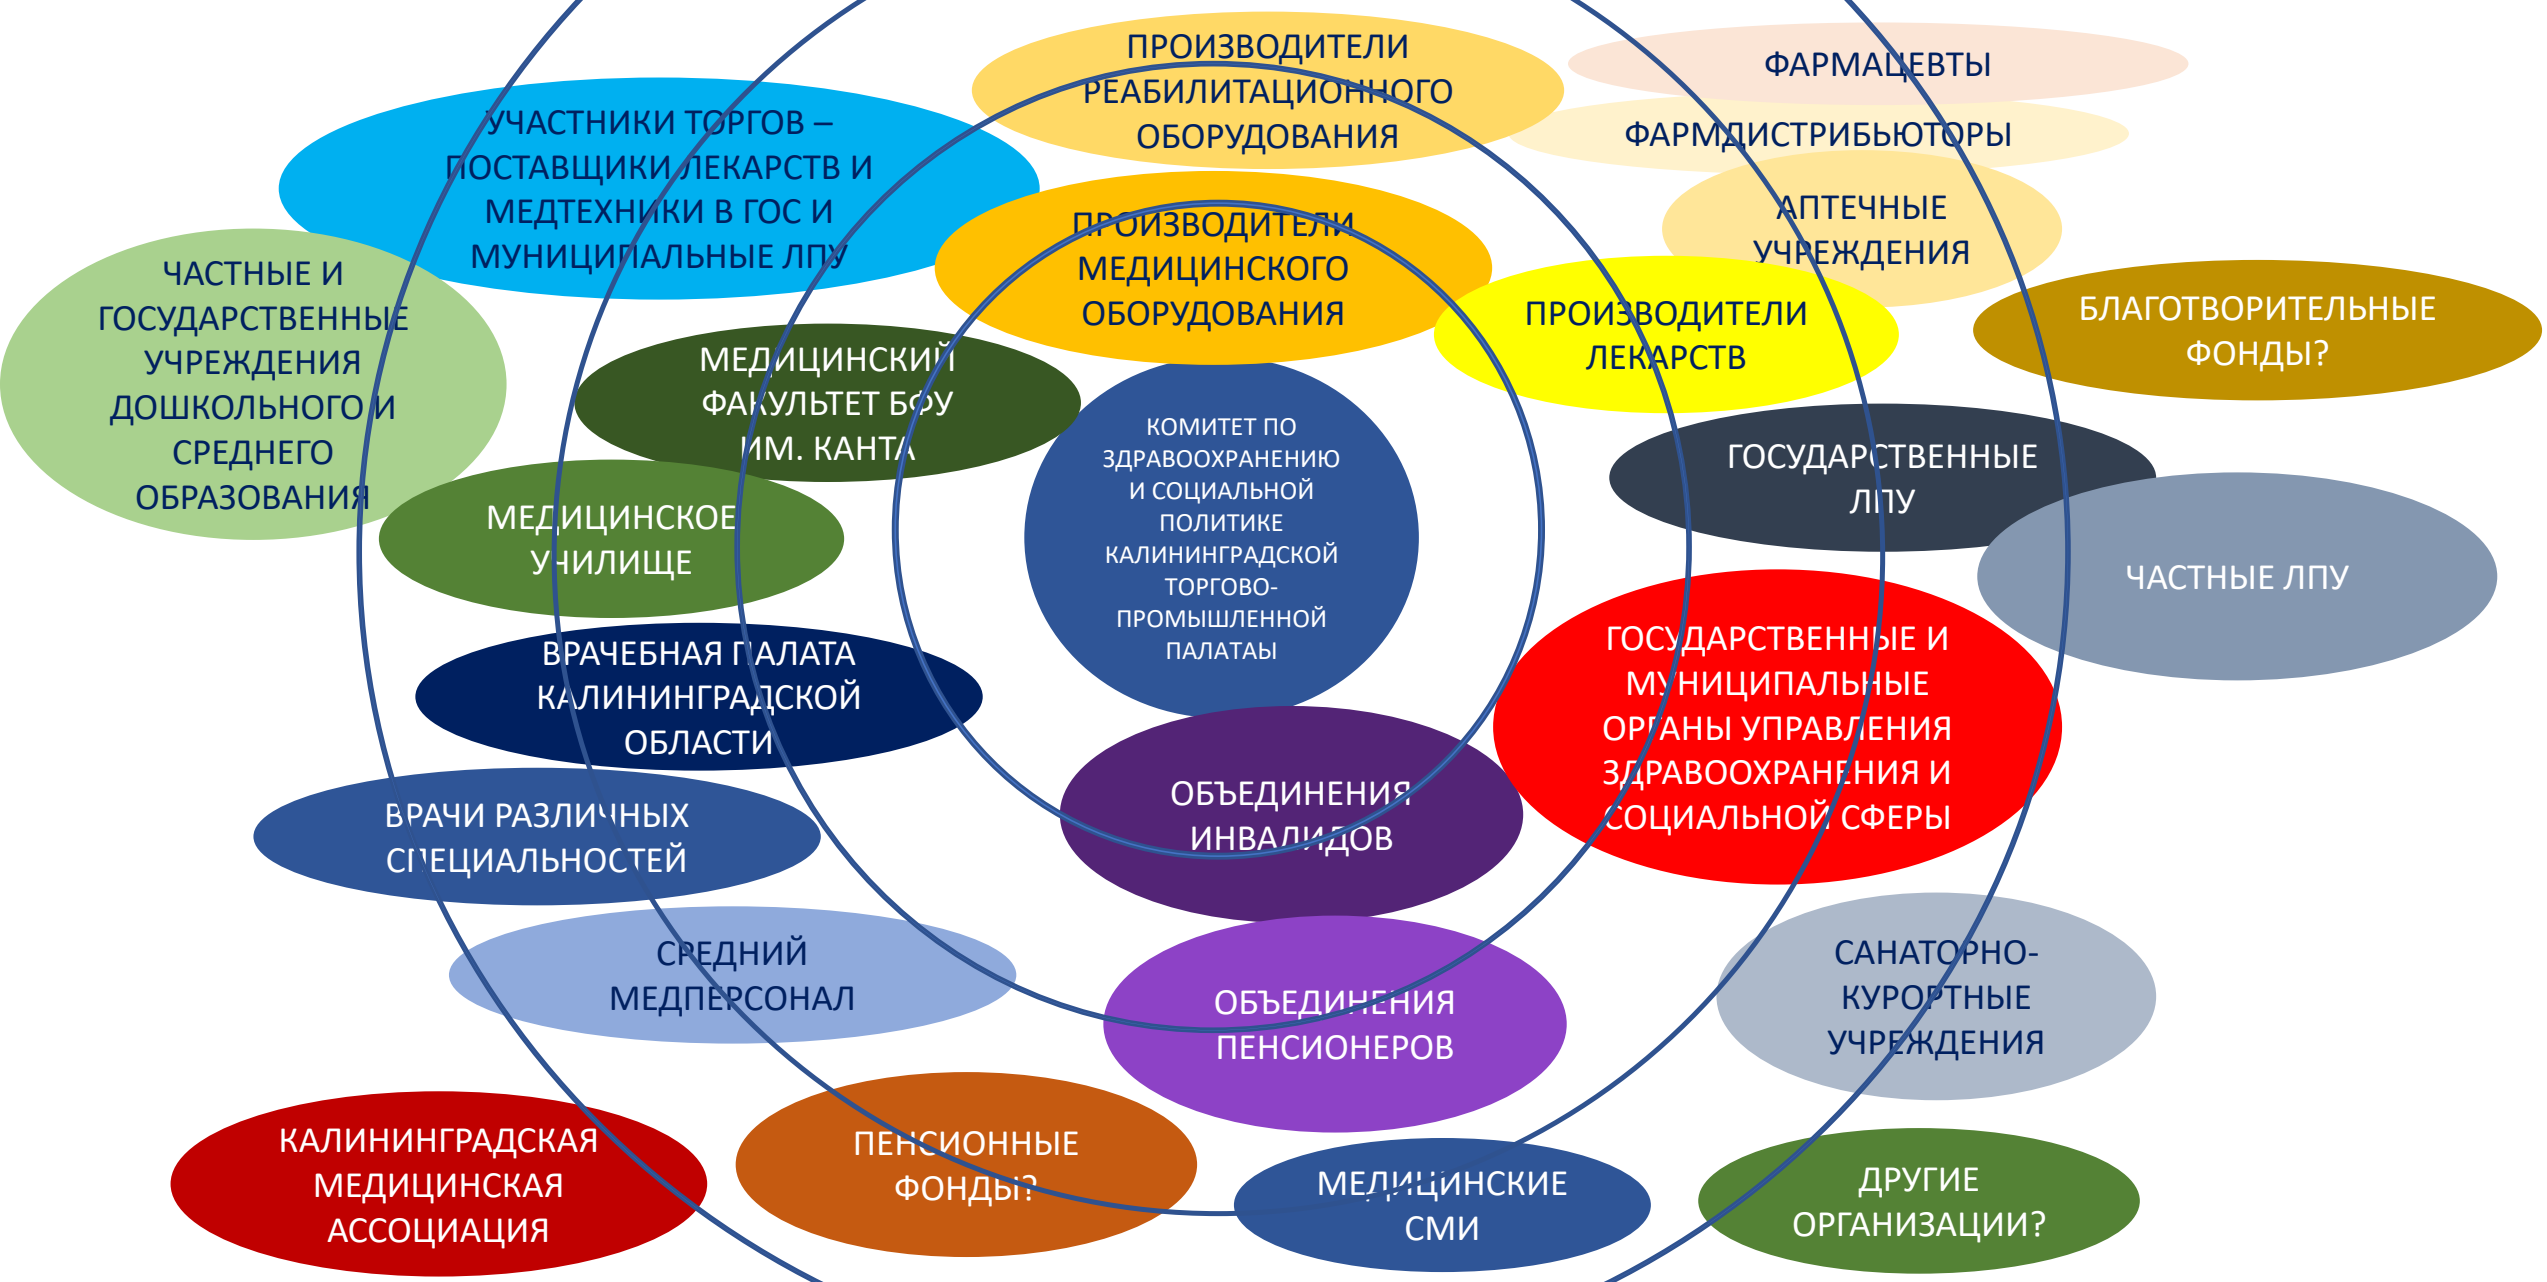 ПРОИЗВОДИТЕЛИ
РЕАБИЛИТАЦИОННОГО
ОБОРУДОВАНИЯ
ФАРМАЦЕВТЫ
ФАРМДИСТРИБЬЮТОРЫ
АПТЕЧНЫЕ
УЧРЕЖДЕНИЯ
УЧАСТНИКИ ТОРГОВ –
ПОСТАВЩИКИ ЛЕКАРСТВ И
МЕДТЕХНИКИ В ГОС И
МУНИЦИПАЛЬНЫЕ ЛПУ
ПРОИЗВОДИТЕЛИ
МЕДИЦИНСКОГО
ОБОРУДОВАНИЯ
ЧАСТНЫЕ И
ГОСУДАРСТВЕННЫЕ
УЧРЕЖДЕНИЯ
ДОШКОЛЬНОГО И
СРЕДНЕГО
ОБРАЗОВАНИЯ
ПРОИЗВОДИТЕЛИ
ЛЕКАРСТВ
БЛАГОТВОРИТЕЛЬНЫЕ
ФОНДЫ?
МЕДИЦИНСКИЙ
ФАКУЛЬТЕТ БФУ
ИМ. КАНТА
КОМИТЕТ ПО
ЗДРАВООХРАНЕНИЮ
И СОЦИАЛЬНОЙ
ПОЛИТИКЕ
КАЛИНИНГРАДСКОЙ
ТОРГОВО-
ПРОМЫШЛЕННОЙ
ПАЛАТАЫ
ГОСУДАРСТВЕННЫЕ
ЛПУ
МЕДИЦИНСКОЕ
УЧИЛИЩЕ
ЧАСТНЫЕ ЛПУ
ВРАЧЕБНАЯ ПАЛАТА
КАЛИНИНГРАДСКОЙ
ОБЛАСТИ
ГОСУДАРСТВЕННЫЕ И
МУНИЦИПАЛЬНЫЕ
ОРГАНЫ УПРАВЛЕНИЯ
ЗДРАВООХРАНЕНИЯ И
СОЦИАЛЬНОЙ СФЕРЫ
ОБЪЕДИНЕНИЯ
ИНВАЛИДОВ
ВРАЧИ РАЗЛИЧНЫХ
СПЕЦИАЛЬНОСТЕЙ
СРЕДНИЙ
МЕДПЕРСОНАЛ
ОБЪЕДИНЕНИЯ
ПЕНСИОНЕРОВ
САНАТОРНО-
КУРОРТНЫЕ
УЧРЕЖДЕНИЯ
КАЛИНИНГРАДСКАЯ
МЕДИЦИНСКАЯ
АССОЦИАЦИЯ
ПЕНСИОННЫЕ
ФОНДЫ?
МЕДИЦИНСКИЕ
СМИ
ДРУГИЕ
ОРГАНИЗАЦИИ?